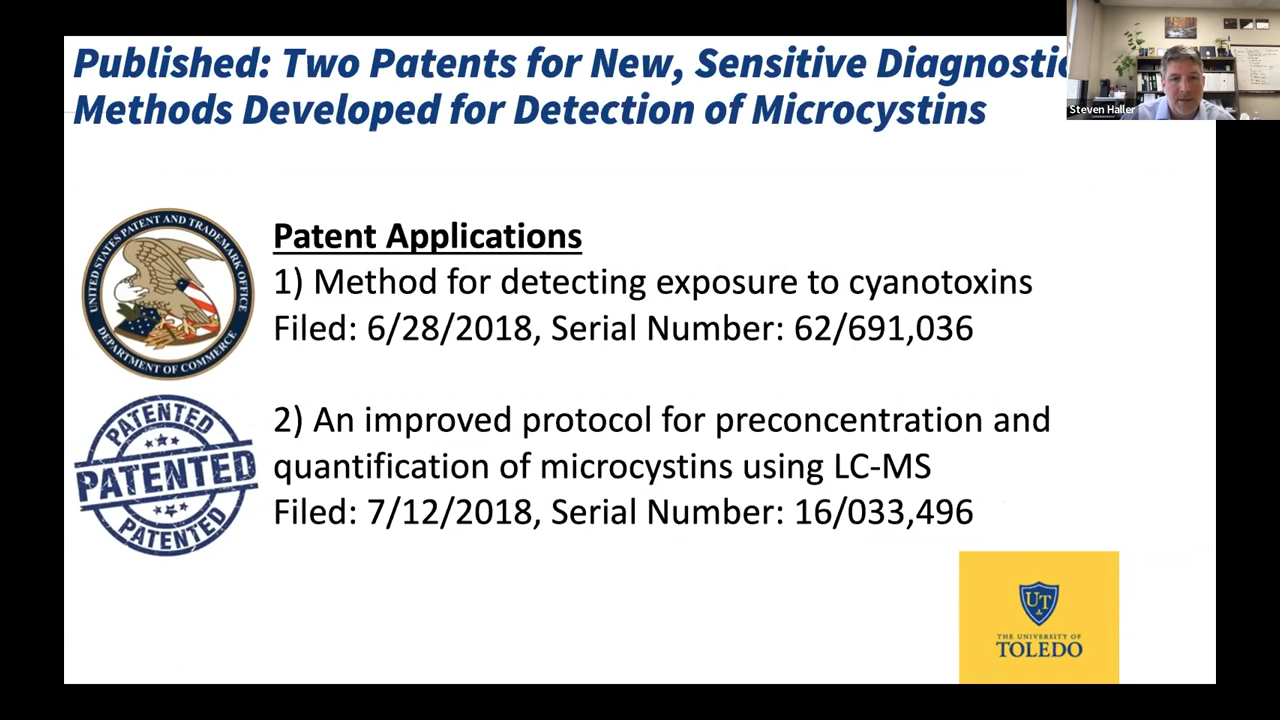 Published: Two Patents for New, Sensitive Diagnostic
Methods Developed for Detection of Microcystins
Steven Haller
UNITED STATES PATENT AND TRADEMARK OFFICE
DEPARTMENT OF COMMERCE
Patent Applications
1) Method for detecting exposure to cyanotoxins
Filed: 6/28/2018, Serial Number: 62/691,036
PATENTED
PATENTED
PATENTED
2) An improved protocol for preconcentration and
quantification of microcystins using LC-MS
Filed: 7/12/2018, Serial Number: 16/033,496
UT
THE UNIVERSITY OF
TOLEDO